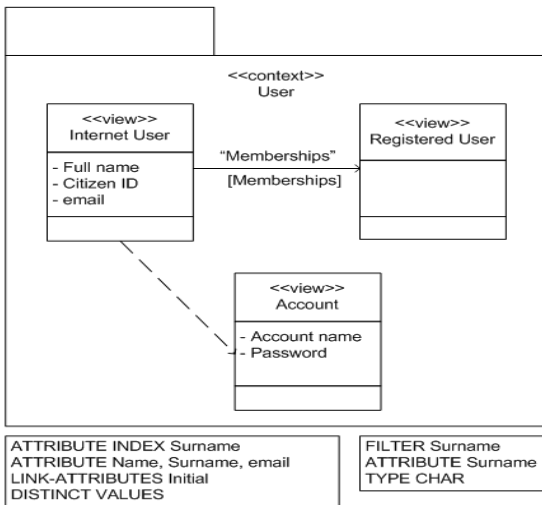 <<context>>
User
<<view>>
Internet User
- Full name
- Citizen ID
- email
“Memberships”
[Memberships]
<<view>>
Registered User
<<view>>
Account
- Account name
- Password
ATTRIBUTE INDEX Surname
ATTRIBUTE Name, Surname, email
LINK-ATTRIBUTES Initial
DISTINCT VALUES
FILTER Surname
ATTRIBUTE Surname
TYPE CHAR